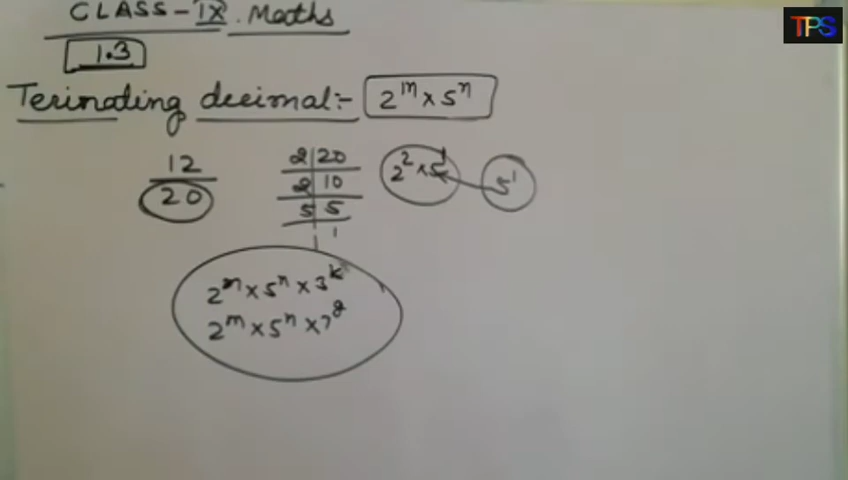 CLASS-IX. Maths
1.3
Terinating decimal:- 2^m × 5^n
12
20
2 | 20
2 | 10
5 | 5
1
2^2 × 5^1
5^1
2^m × 5^n × 3^k
2^m × 5^n × 7
TPS